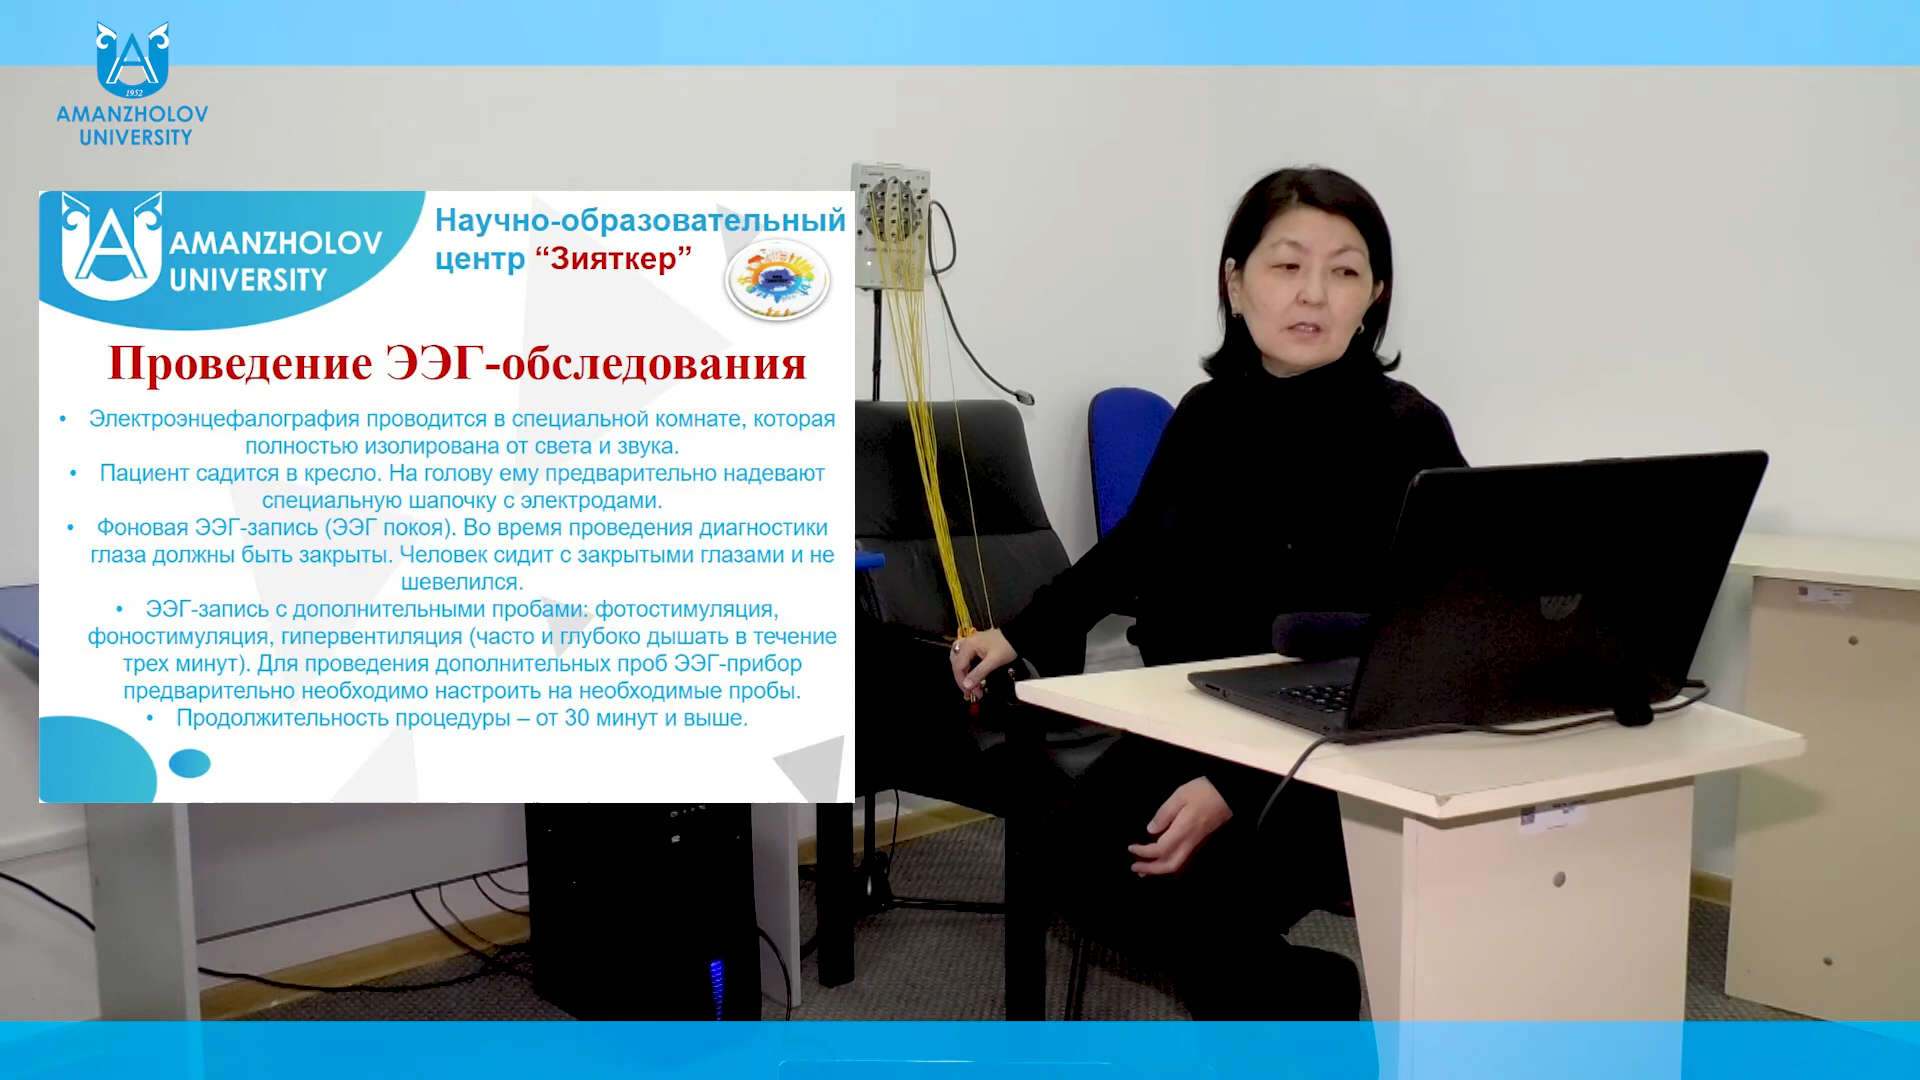 1952
AMANZHOLOV
UNIVERSITY
AMANZHOLOV
UNIVERSITY
Научно-образовательный
центр “Зияткер”
Проведение ЭЭГ-обследования
• Электроэнцефалография проводится в специальной комнате, которая
полностью изолирована от света и звука.
• Пациент садится в кресло. На голову ему предварительно надевают
специальную шапочку с электродами.
• Фоновая ЭЭГ-запись (ЭЭГ покоя). Во время проведения диагностики
глаза должны быть закрыты. Человек сидит с закрытыми глазами и не
шевелился.
• ЭЭГ-запись с дополнительными пробами: фотостимуляция,
фоностимуляция, гипервентиляция (часто и глубоко дышать в течение
трех минут). Для проведения дополнительных проб ЭЭГ-прибор
предварительно необходимо настроить на необходимые пробы.
• Продолжительность процедуры – от 30 минут и выше.